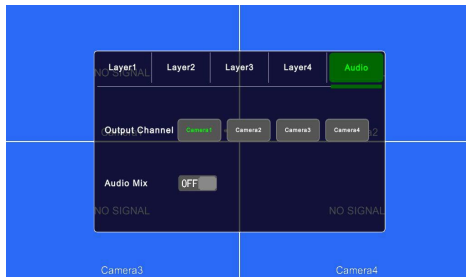 Layer1 Layer2 Layer3 Layer4 Audio
NO SIGNAL
Output Channel Camera1 Camera2 Camera3 Camera4
Audio Mix OFF
NO SIGNAL NO SIGNAL
Camera3 Camera4